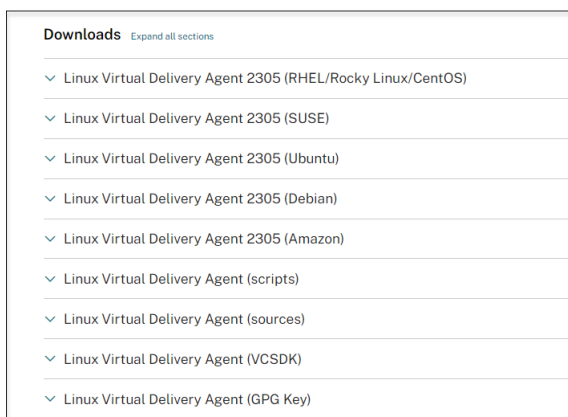 Downloads Expand all sections
Linux Virtual Delivery Agent 2305 (RHEL/Rocky Linux/CentOS)
Linux Virtual Delivery Agent 2305 (SUSE)
Linux Virtual Delivery Agent 2305 (Ubuntu)
Linux Virtual Delivery Agent 2305 (Debian)
Linux Virtual Delivery Agent 2305 (Amazon)
Linux Virtual Delivery Agent (scripts)
Linux Virtual Delivery Agent (sources)
Linux Virtual Delivery Agent (VCSDK)
Linux Virtual Delivery Agent (GPG Key)